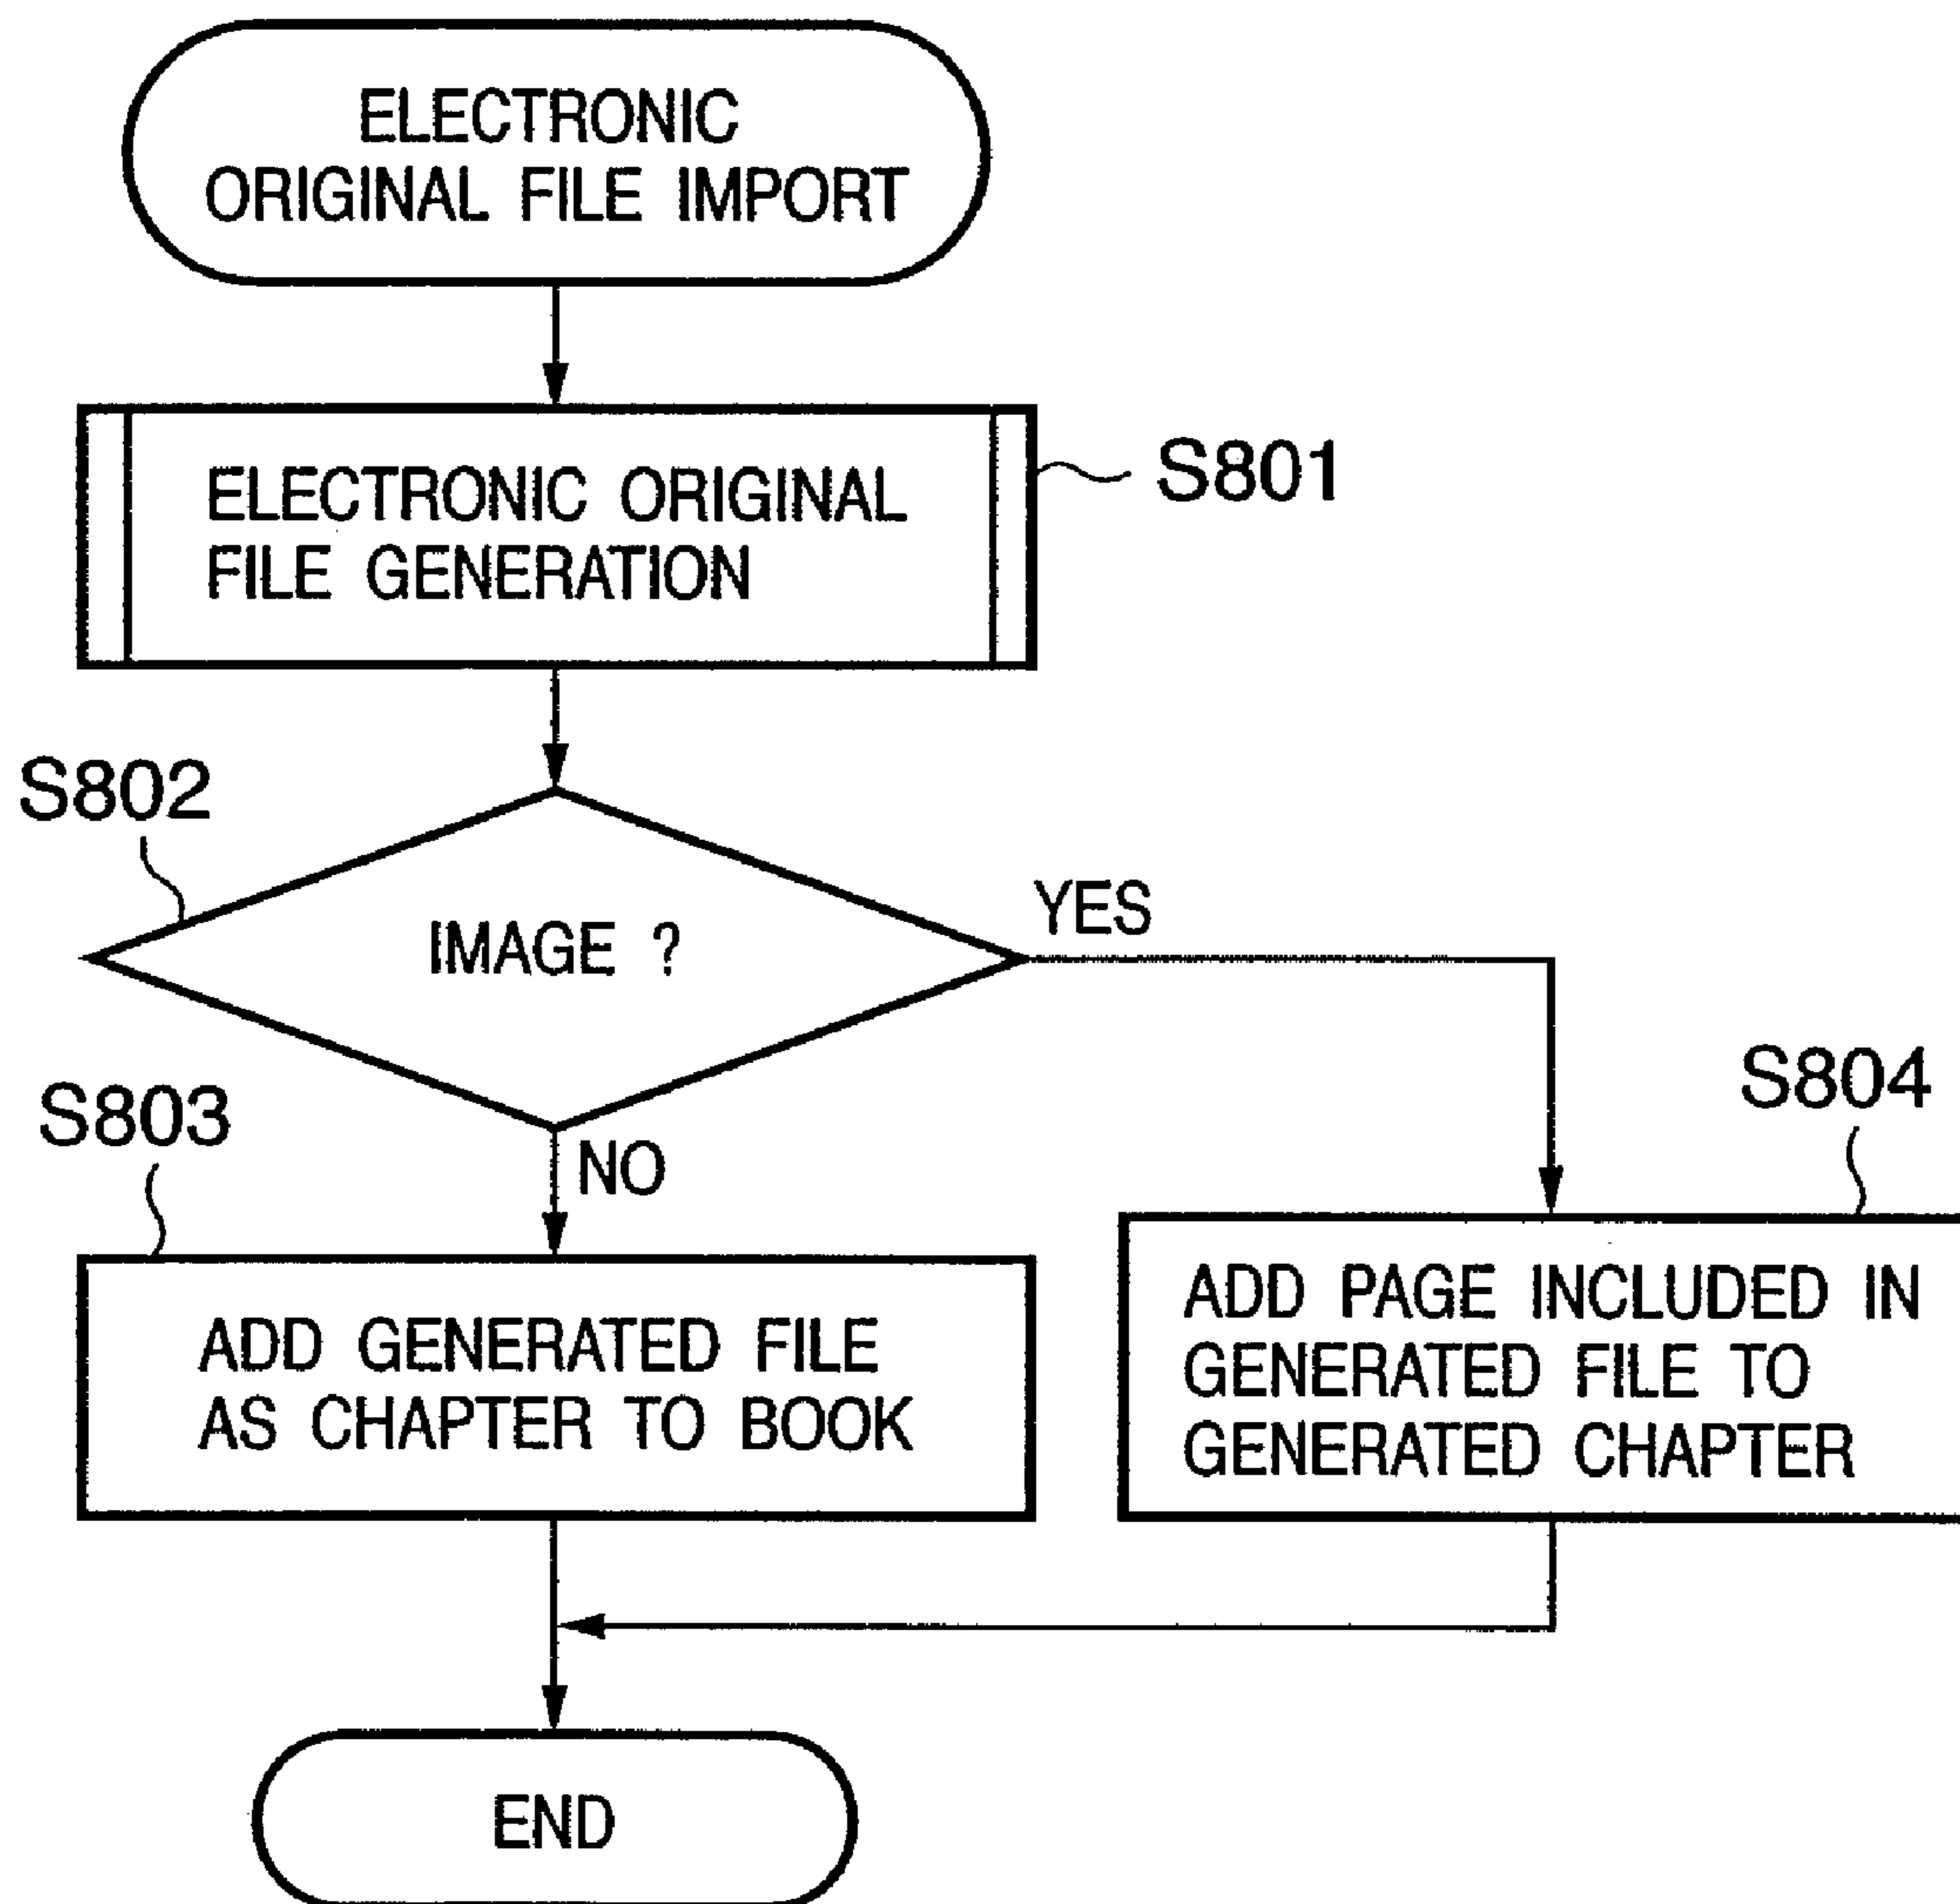 ELECTRONIC
ORIGINAL FILE IMPORT
ELECTRONIC ORIGINAL
FILE GENERATION
S801
S802
IMAGE ?
YES
NO
S803
ADD GENERATED FILE
AS CHAPTER TO BOOK
S804
ADD PAGE INCLUDED IN
GENERATED FILE TO
GENERATED CHAPTER
END